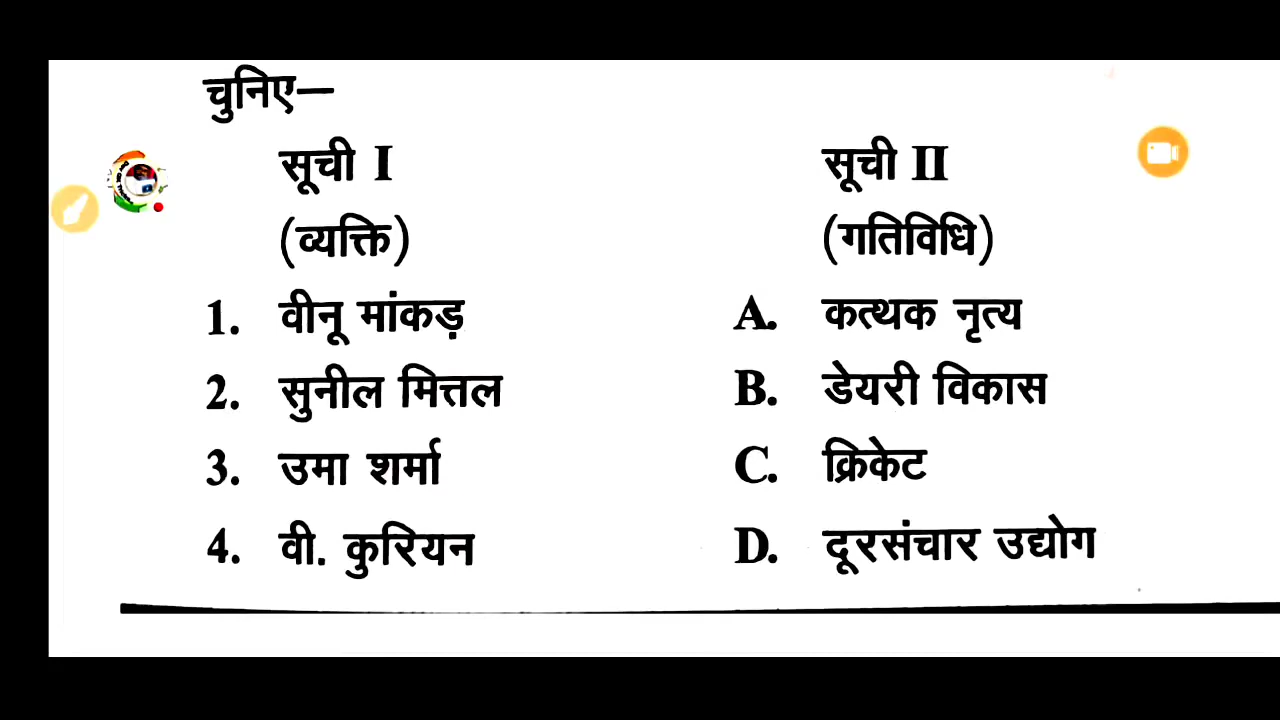 चुनिए—
सूची I सूची II
(व्यक्ति) (गतिविधि)
1. वीनू मांकड़ A. कत्थक नृत्य
2. सुनील मित्तल B. डेयरी विकास
3. उमा शर्मा C. क्रिकेट
4. वी. कुरियन D. दूरसंचार उद्योग